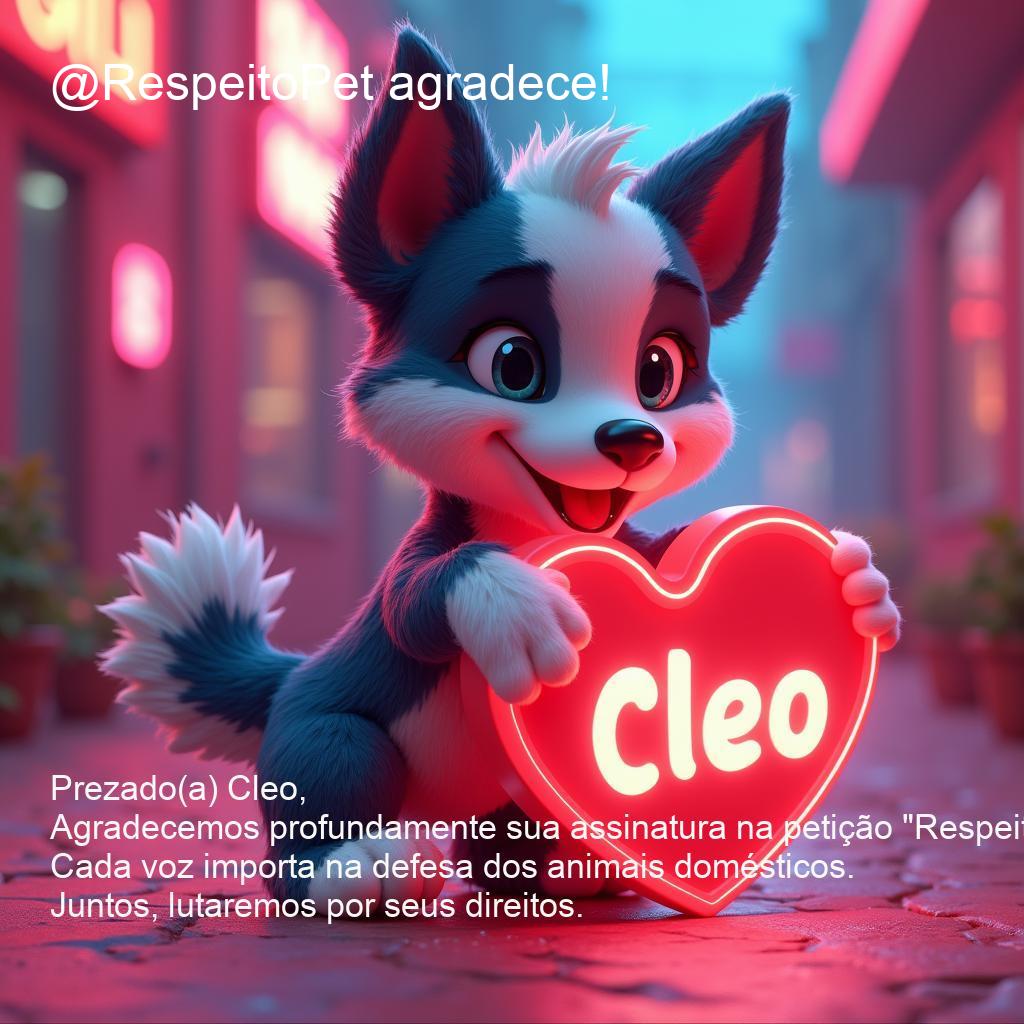 @RespeitoPet agradece!
Cleo
Prezado(a) Cleo,
Agradecemos profundamente sua assinatura na petição "Respeit
Cada voz importa na defesa dos animais domésticos.
Juntos, lutaremos por seus direitos.